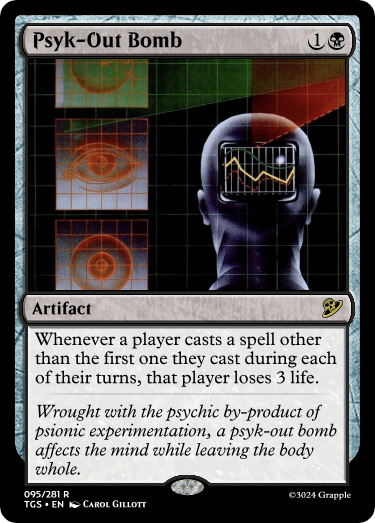 Psyk-Out Bomb 1
Artifact
Whenever a player casts a spell other
than the first one they cast during each
of their turns, that player loses 3 life.
Wrought with the psychic by-product of
psionic experimentation, a psyk-out bomb
affects the mind while leaving the body
whole.
095/281 R
TGS • EN Carol Gillott
©3024 Grapple